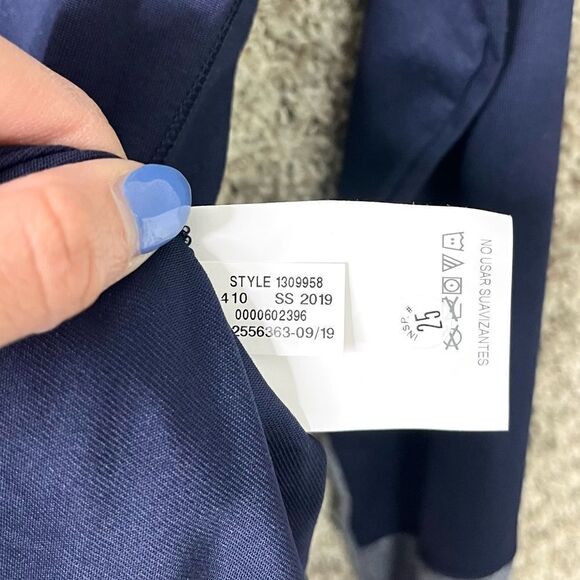 STYLE 1309958
410 SS 2019
0000602396
2556363-09/19
INSP. #
25
NO USAR SUAVIZANTES